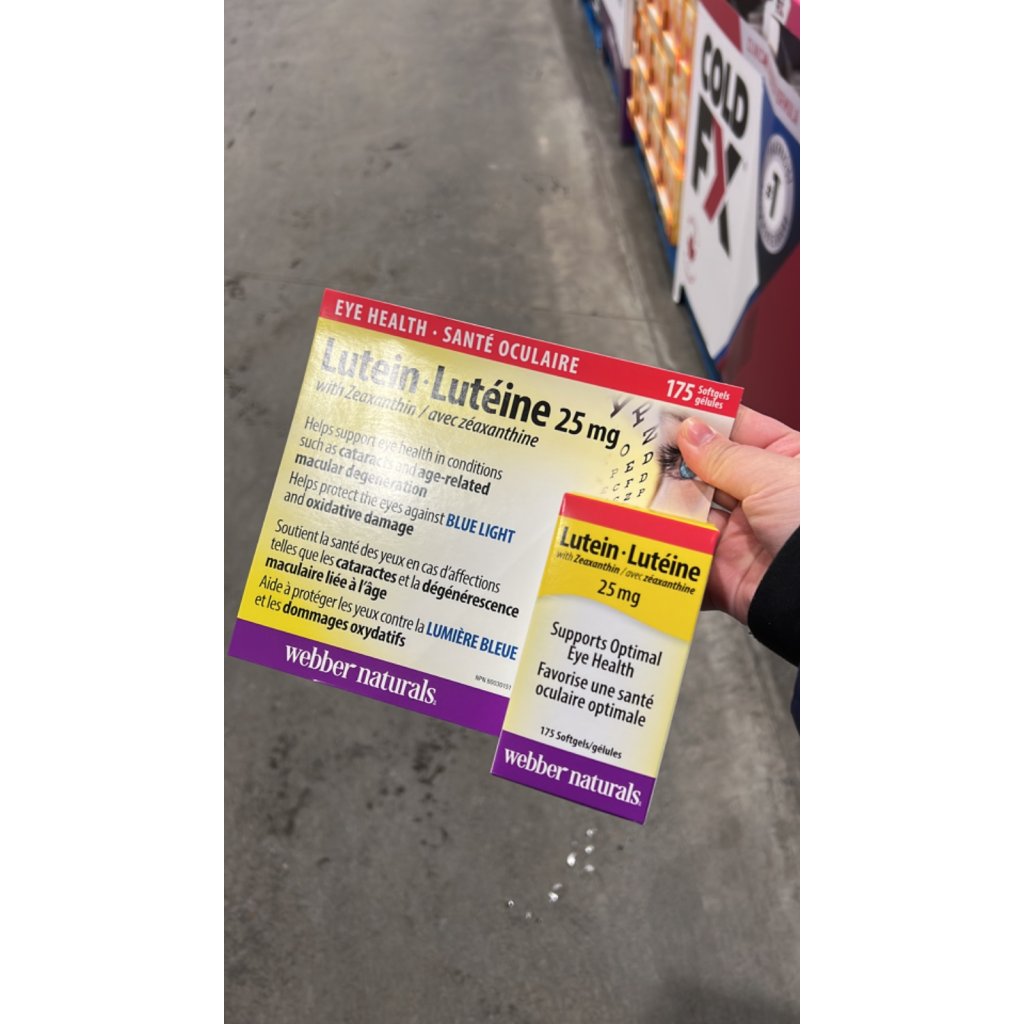 COLD
FX
#1
EYE HEALTH · SANTÉ OCULAIRE
175 Softgels
gélules
Lutein · Lutéine 25 mg
with Zeaxanthin / avec zéaxanthine
Helps support eye health in conditions
such as cataracts and age-related
macular degeneration
Helps protect the eyes against BLUE LIGHT
and oxidative damage
Soutient la santé des yeux en cas d'affections
telles que les cataractes et la dégénérescence
maculaire liée à l'âge
Aide à protéger les yeux contre la LUMIÈRE BLEUE
et les dommages oxydatifs
webber naturals
Lutein · Lutéine
with Zeaxanthin / avec zéaxanthine
25 mg
Supports Optimal
Eye Health
Favorise une santé
oculaire optimale
175 Softgels/gélules
webber naturals